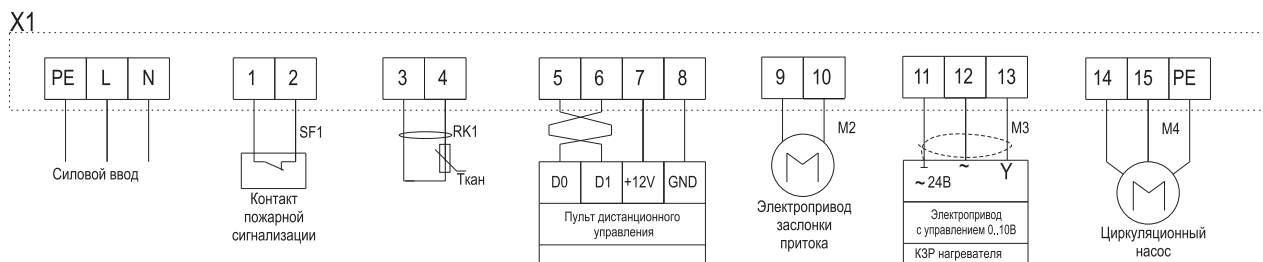 X1
PE L N 1 2 3 4 5 6 7 8 9 10 11 12 13 14 15 PE
SF1 RK1 M2 M3 M4
Силовой ввод
Контакт
пожарной
сигнализации
Ткан
D0 D1 +12V GND
Пульт дистанционного
управления
M
Электропривод
заслонки
притока
⊥ ~ Y
~ 24В
Электропривод
с управлением 0..10В
КЗР нагревателя
M
Циркуляционный
насос